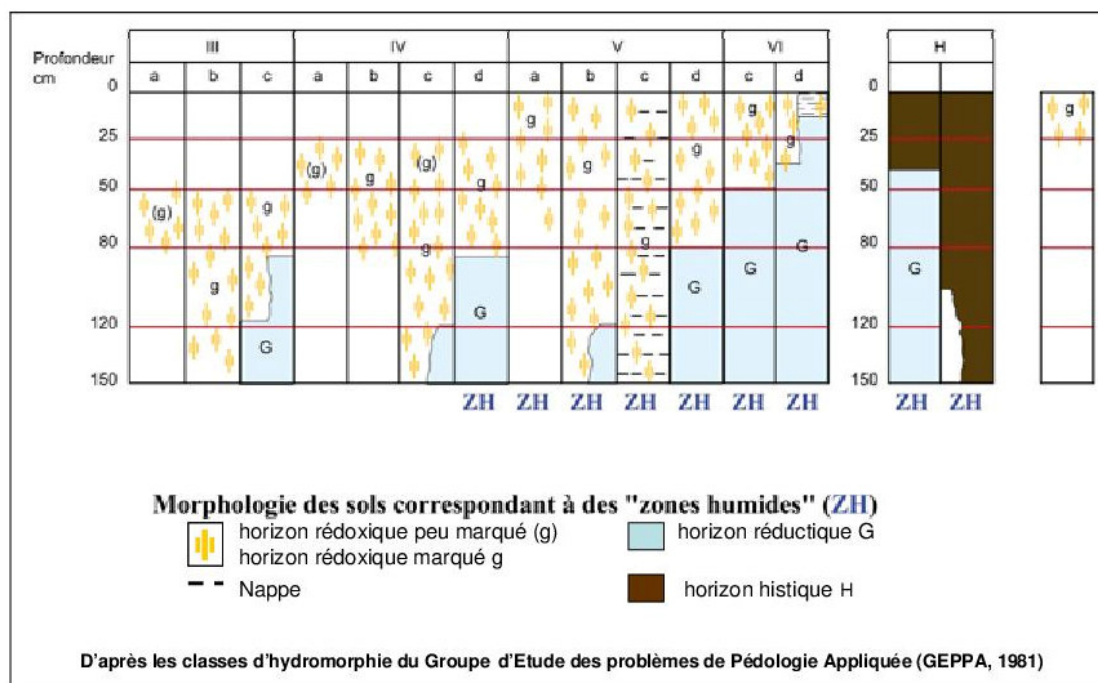 III IV V VI H
Profondeur
cm
a b c a b c d a b c d c d
0 0
g g g
25 25
g (g) g g
(g) g g
50 50
g
(g)
80 g g G 80
g G G
G G
120 120
G
150 150
ZH ZH ZH ZH ZH ZH ZH ZH ZH
Morphologie des sols correspondant à des "zones humides" (ZH)
horizon rédoxique peu marqué (g) horizon réductique G
horizon rédoxique marqué g
Nappe horizon histique H
D'après les classes d'hydromorphie du Groupe d'Etude des problèmes de Pédologie Appliquée (GEPPA, 1981)